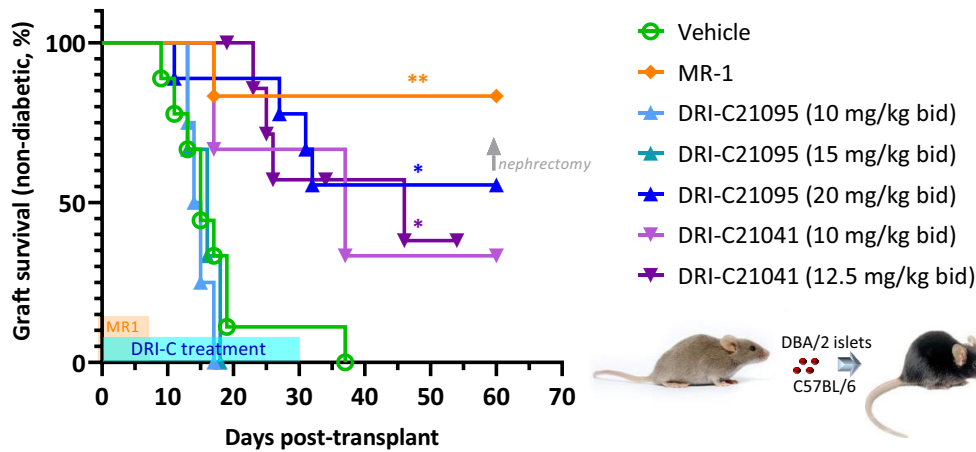 Graft survival (non-diabetic, %)
100
50
0
0
10
20
30
40
50
60
70
Days post-transplant
**
*
*
nephrectomy
MR1
DRI-C treatment
Vehicle
MR-1
DRI-C21095 (10 mg/kg bid)
DRI-C21095 (15 mg/kg bid)
DRI-C21095 (20 mg/kg bid)
DRI-C21041 (10 mg/kg bid)
DRI-C21041 (12.5 mg/kg bid)
DBA/2 islets
C57BL/6